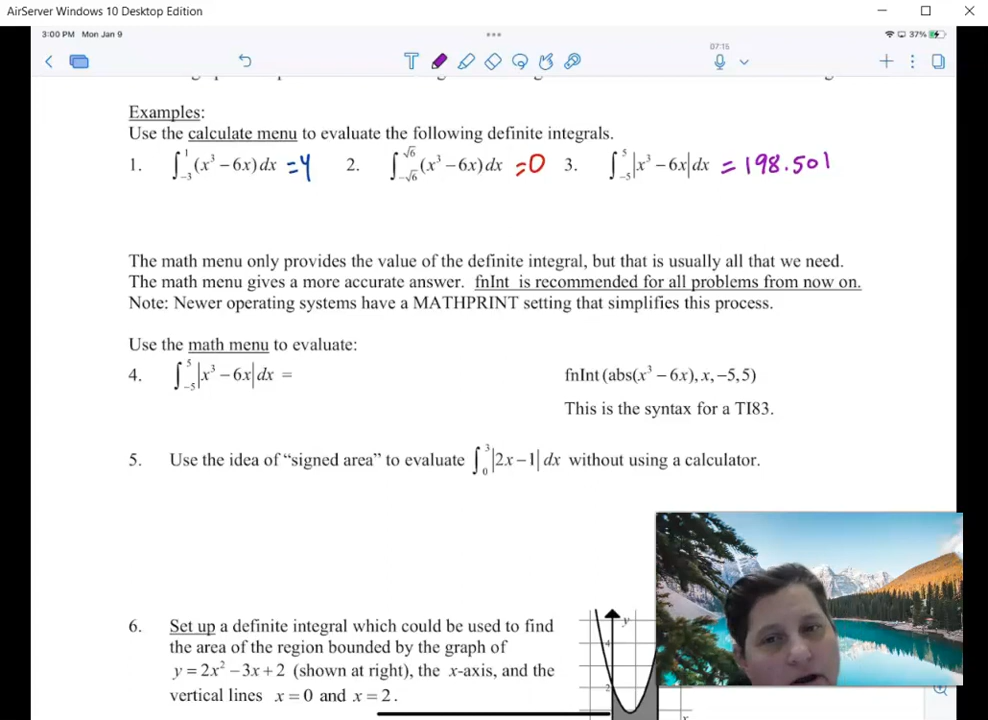 AirServer Windows 10 Desktop Edition
3:00 PM Mon Jan 9
37%
07:15
Examples:
Use the calculate menu to evaluate the following definite integrals.
1. ∫₋₃¹ (x³ − 6x) dx = 4 2. ∫_{−√6}^{√6} (x³ − 6x) dx = 0 3. ∫₋₅⁵ |x³ − 6x| dx = 198.501
The math menu only provides the value of the definite integral, but that is usually all that we need.
The math menu gives a more accurate answer. fnInt is recommended for all problems from now on.
Note: Newer operating systems have a MATHPRINT setting that simplifies this process.
Use the math menu to evaluate:
4. ∫₋₅⁵ |x³ − 6x| dx = fnInt (abs(x³ − 6x), x, −5, 5)
This is the syntax for a TI83.
5. Use the idea of “signed area” to evaluate ∫₀³ |2x − 1| dx without using a calculator.
6. Set up a definite integral which could be used to find
the area of the region bounded by the graph of
y = 2x² − 3x + 2 (shown at right), the x-axis, and the
vertical lines x = 0 and x = 2.
y
4
2
x